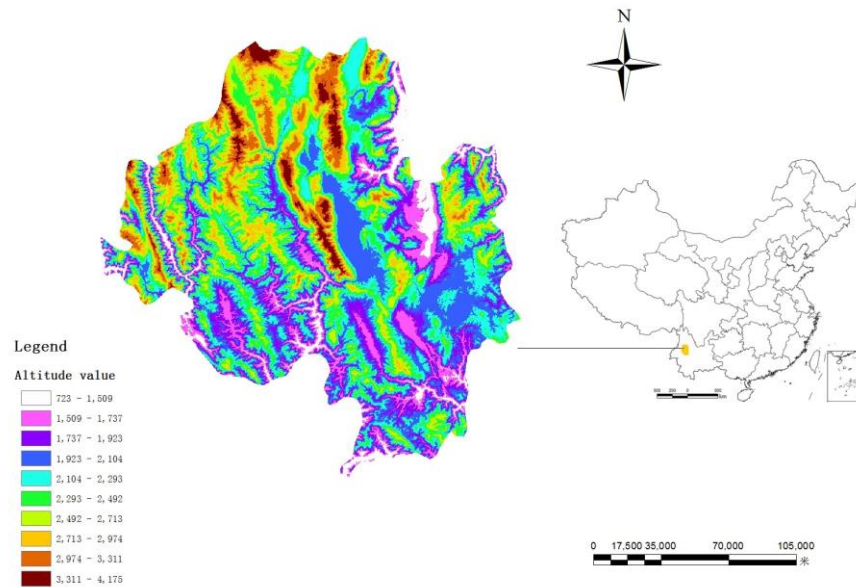 N
Legend
Altitude value
723 - 1,509
1,509 - 1,737
1,737 - 1,923
1,923 - 2,104
2,104 - 2,293
2,293 - 2,492
2,492 - 2,713
2,713 - 2,974
2,974 - 3,311
3,311 - 4,175
0 17,500 35,000 70,000 105,000
米